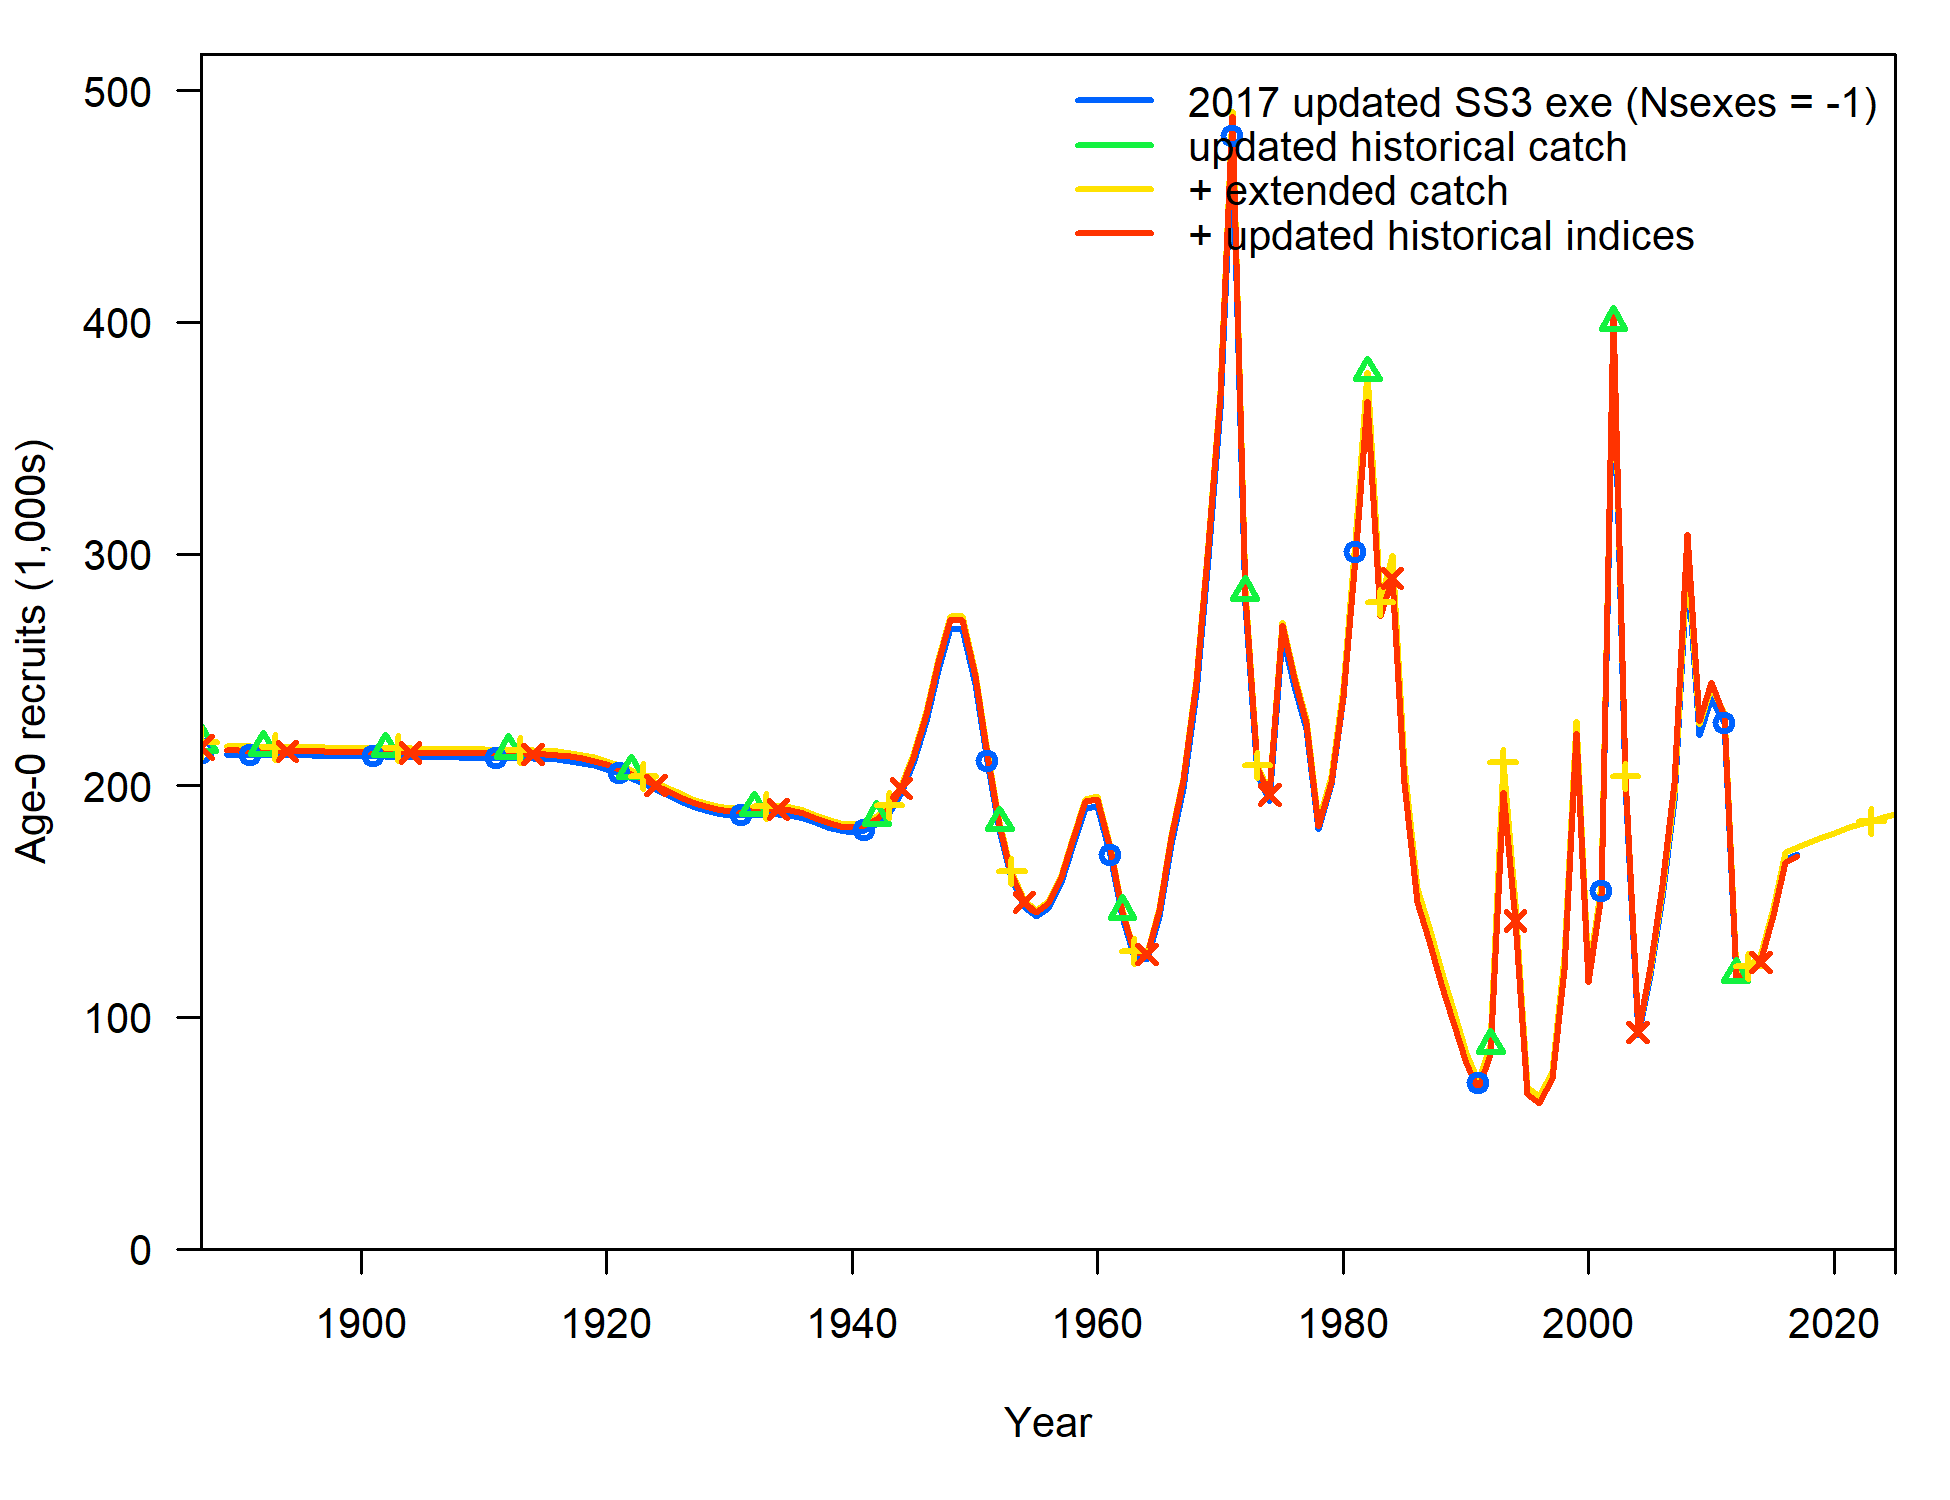 500
400
300
200
100
0
Age-0 recruits (1,000s)
2017 updated SS3 exe (Nsexes = -1)
updated historical catch
+ extended catch
+ updated historical indices
1900 1920 1940 1960 1980 2000 2020
Year